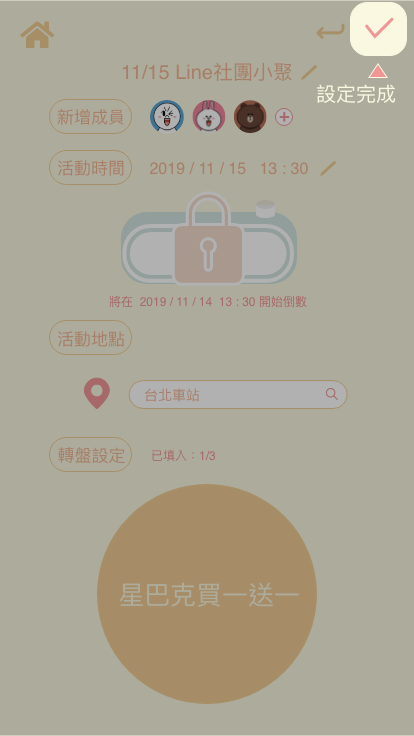 11/15 Line社團小聚
設定完成
新增成員
活動時間 2019 / 11 / 15 13 : 30
將在 2019 / 11 / 14 13 : 30 開始倒數
活動地點
台北車站
轉盤設定 已填入：1/3
星巴克買一送一